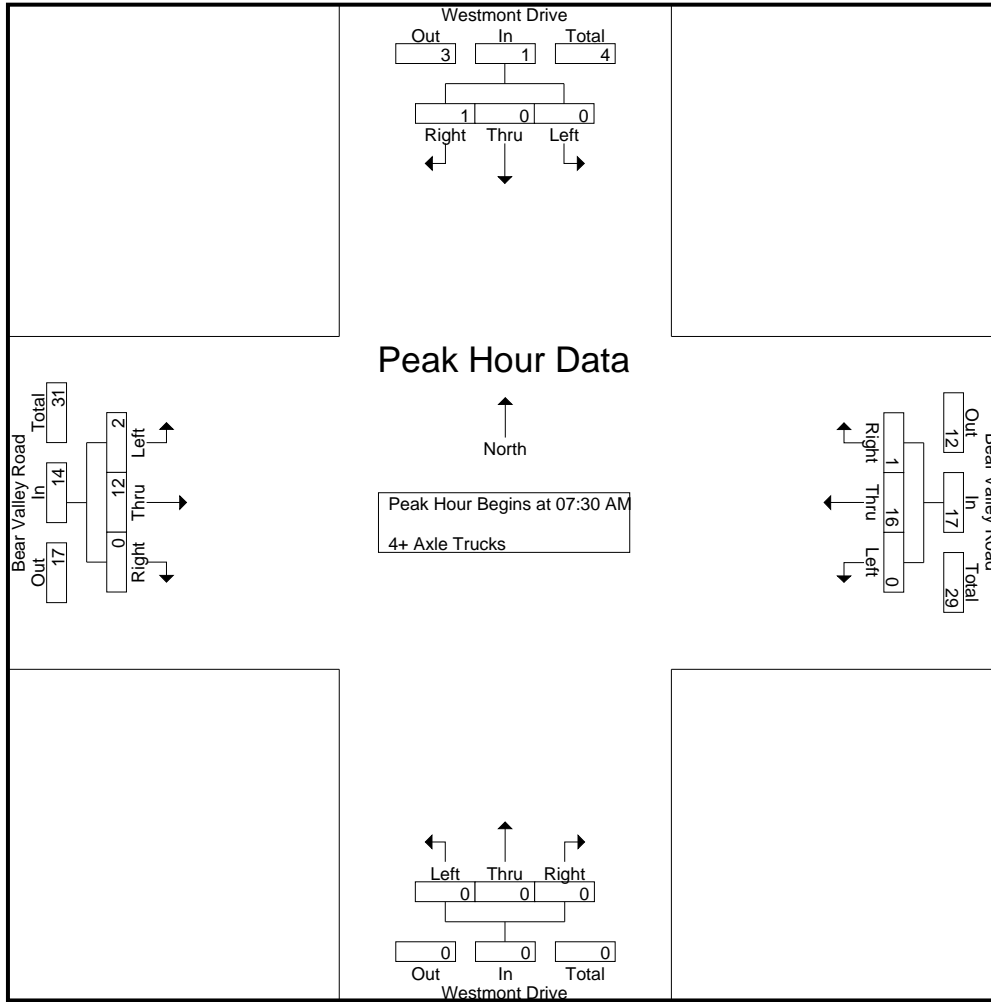 Westmont Drive
Out In Total
3 1 4
1 0 0
Right Thru Left
Peak Hour Data
North
Peak Hour Begins at 07:30 AM
4+ Axle Trucks
Bear Valley Road
Out In Total
17 14 31
Right Thru Left
0 12 2
Bear Valley Road
Out In Total
12 17 29
Right Thru Left
1 16 0
Left Thru Right
0 0 0
0 0 0
Out In Total
Westmont Drive